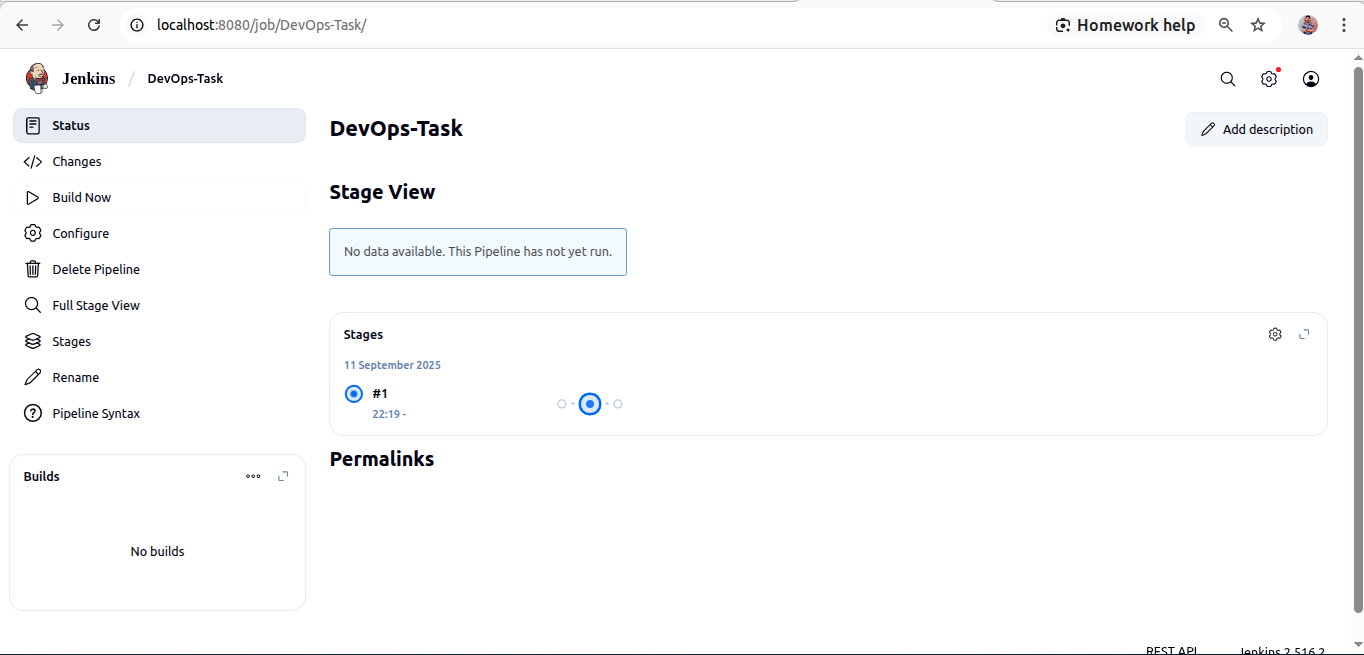 localhost:8080/job/DevOps-Task/
Homework help
Jenkins / DevOps-Task
Status
Changes
Build Now
Configure
Delete Pipeline
Full Stage View
Stages
Rename
Pipeline Syntax
Builds
No builds
DevOps-Task
Add description
Stage View
No data available. This Pipeline has not yet run.
Stages
11 September 2025
#1
22:19 -
Permalinks
REST API
Jenkins 2.516.2